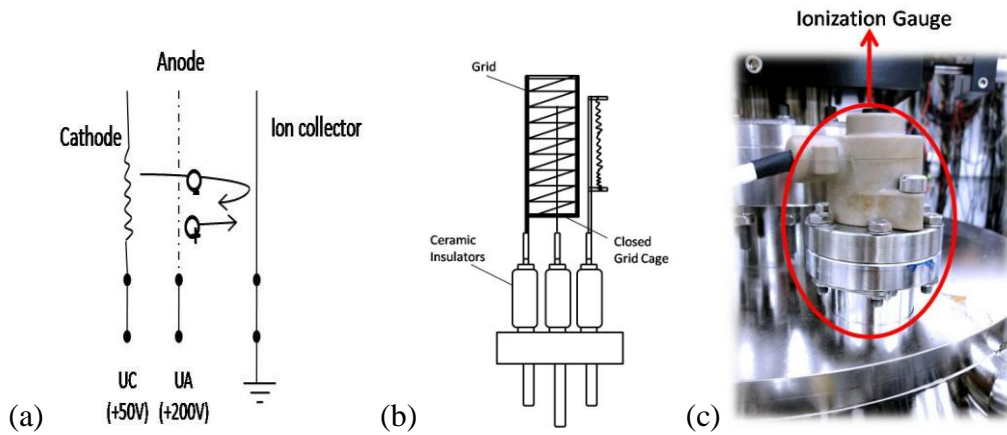 Anode
Cathode
Ion collector
-
+
UC
(+50V)
UA
(+200V)
(a)
Grid
Ceramic
Insulators
Closed
Grid Cage
(b)
Ionization Gauge
(c)